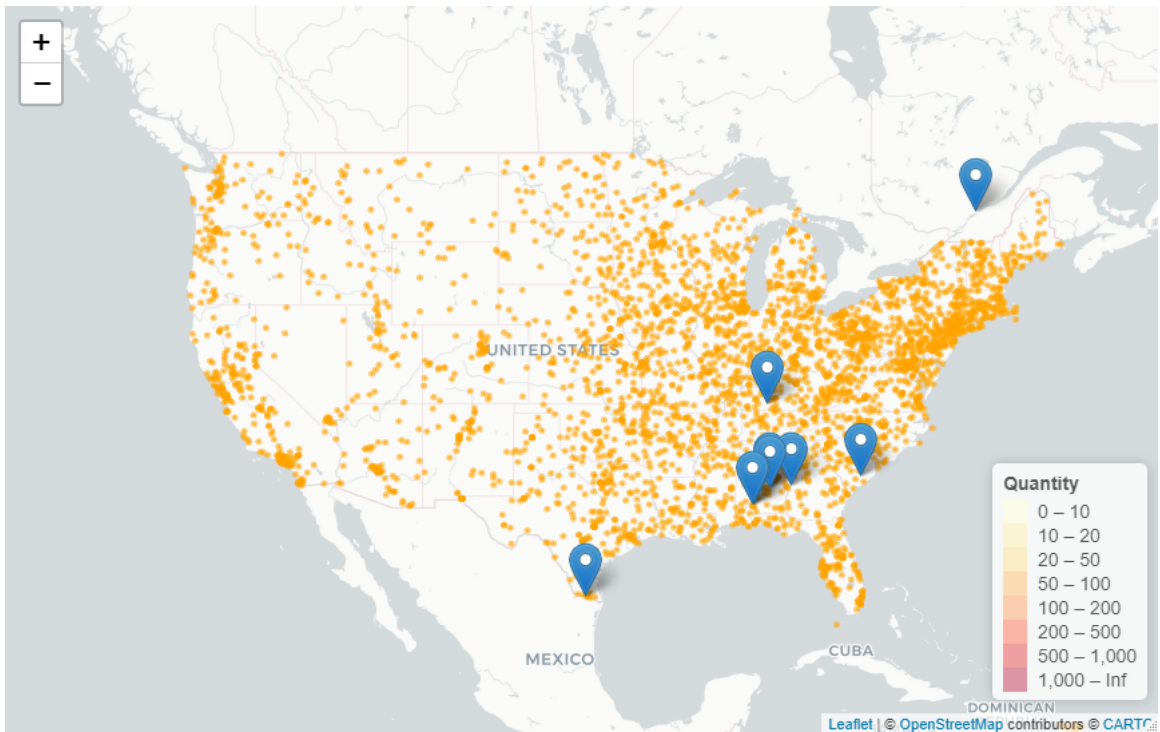 +
−
UNITED STATES
MEXICO
CUBA
Quantity
0 – 10
10 – 20
20 – 50
50 – 100
100 – 200
200 – 500
500 – 1,000
1,000 – Inf
DOMINICAN
Leaflet | © OpenStreetMap contributors © CARTO